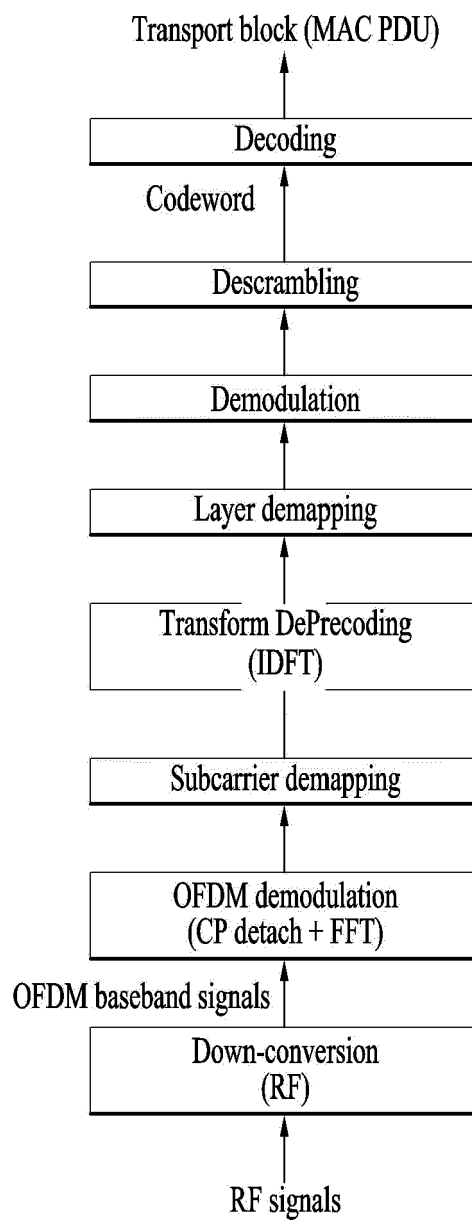 Transport block (MAC PDU)
Decoding
Codeword
Descrambling
Demodulation
Layer demapping
Transform DePrecoding
(IDFT)
Subcarrier demapping
OFDM demodulation
(CP detach + FFT)
OFDM baseband signals
Down-conversion
(RF)
RF signals